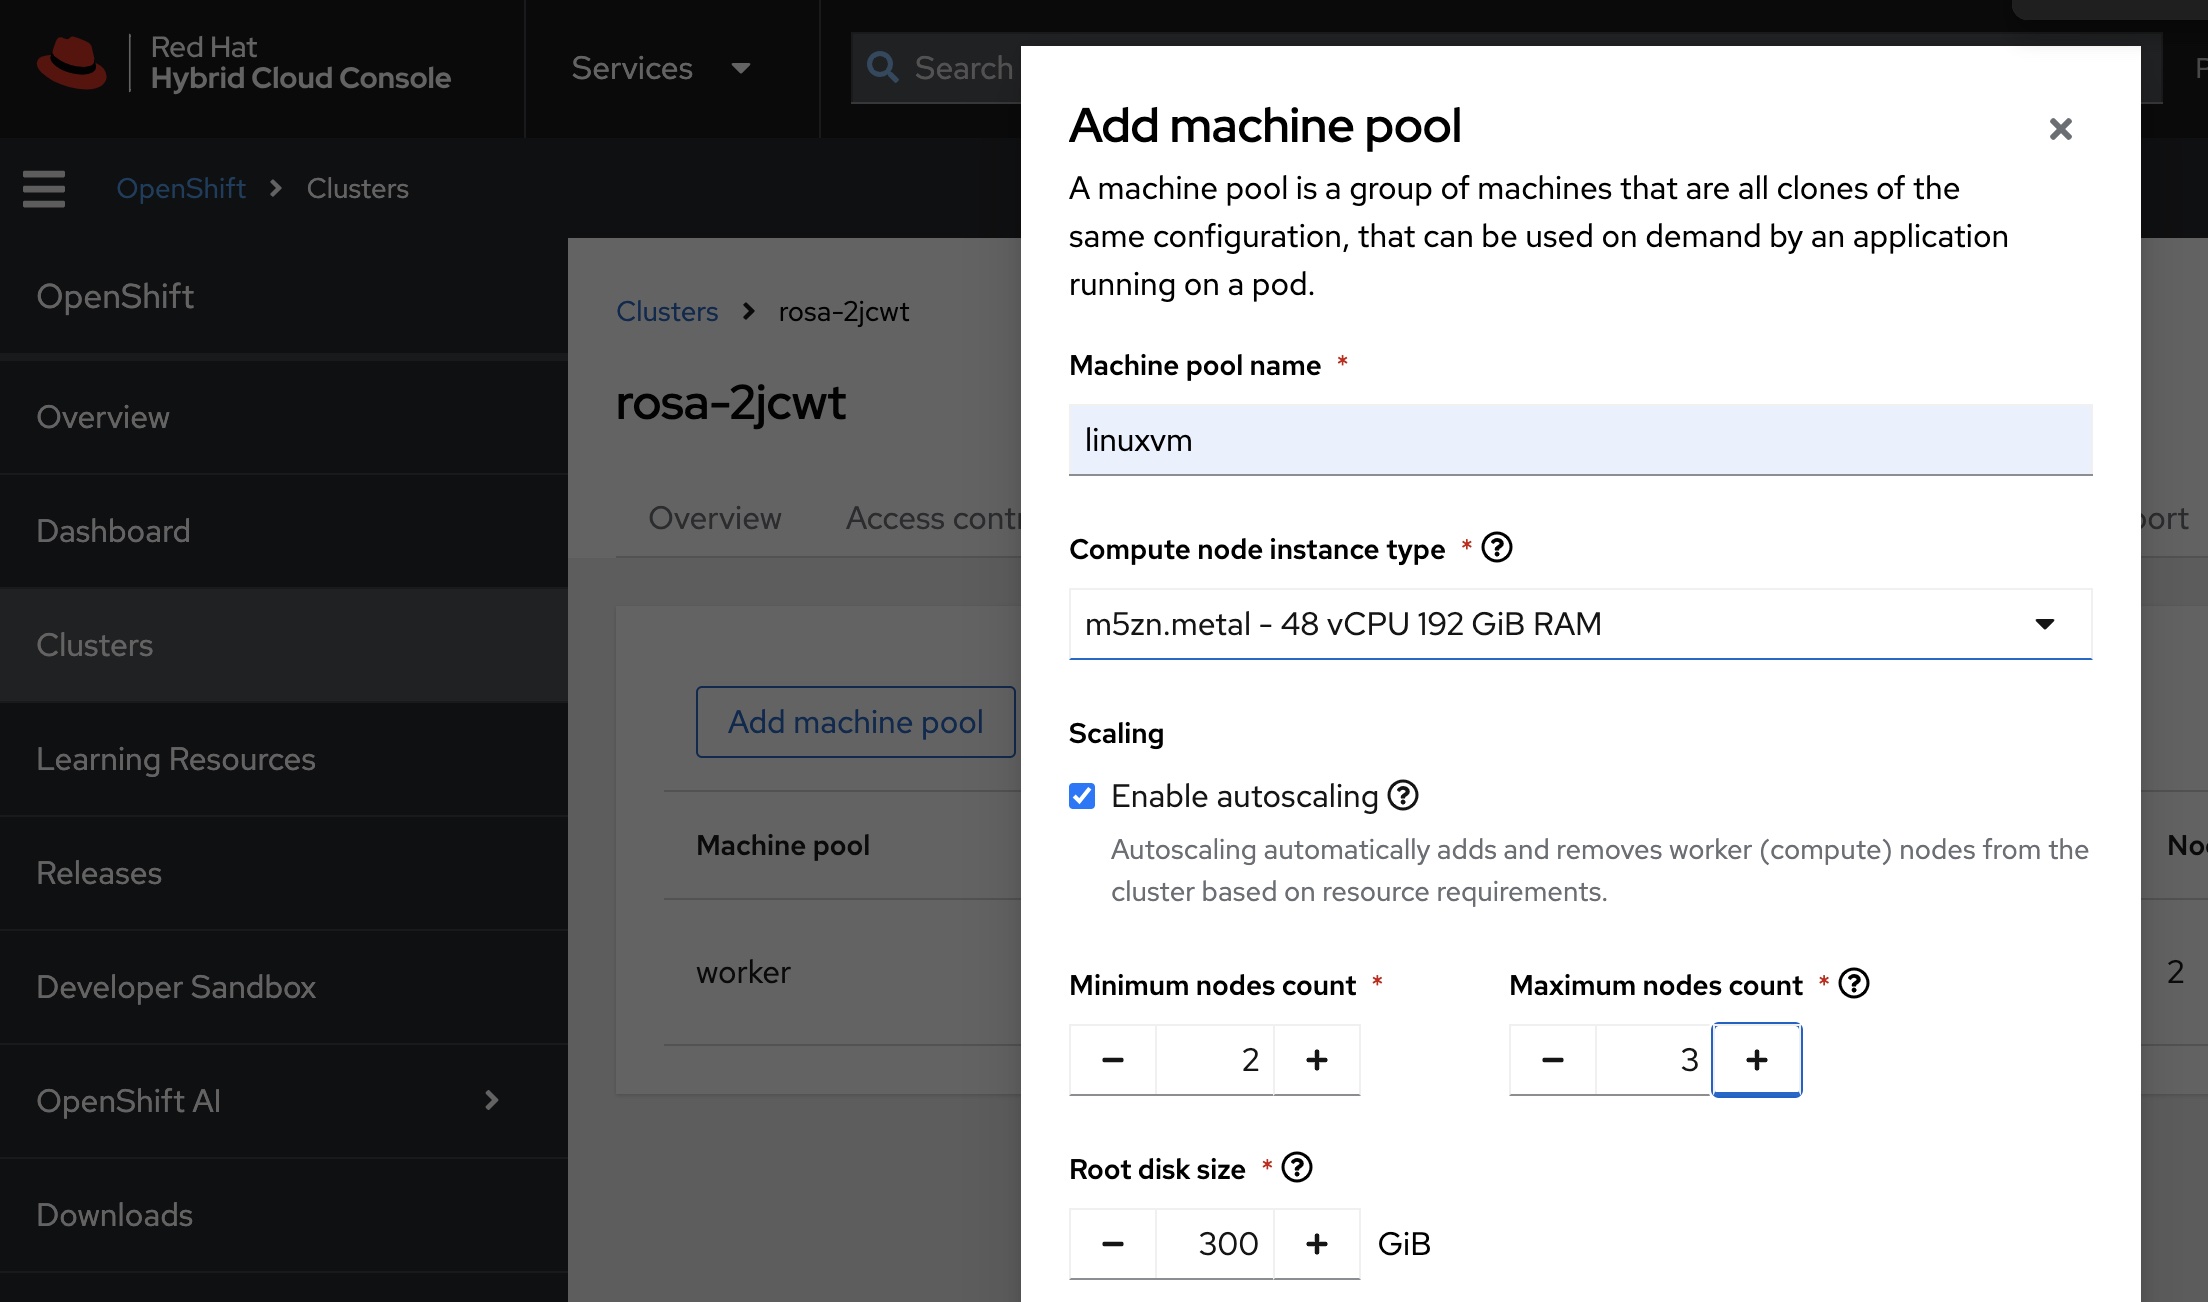 Red Hat
Hybrid Cloud Console
Services
Search
OpenShift
Clusters
OpenShift
Overview
Dashboard
Clusters
Learning Resources
Releases
Developer Sandbox
OpenShift AI
Downloads
Clusters
rosa-2jcwt
rosa-2jcwt
Overview
Add machine pool
Machine pool
worker
2
Add machine pool
A machine pool is a group of machines that are all clones of the
same configuration, that can be used on demand by an application
running on a pod.
Machine pool name *
linuxvm
Compute node instance type *
m5zn.metal - 48 vCPU 192 GiB RAM
Scaling
Enable autoscaling
Autoscaling automatically adds and removes worker (compute) nodes from the
cluster based on resource requirements.
Minimum nodes count *
Maximum nodes count *
2
3
Root disk size *
300 GiB